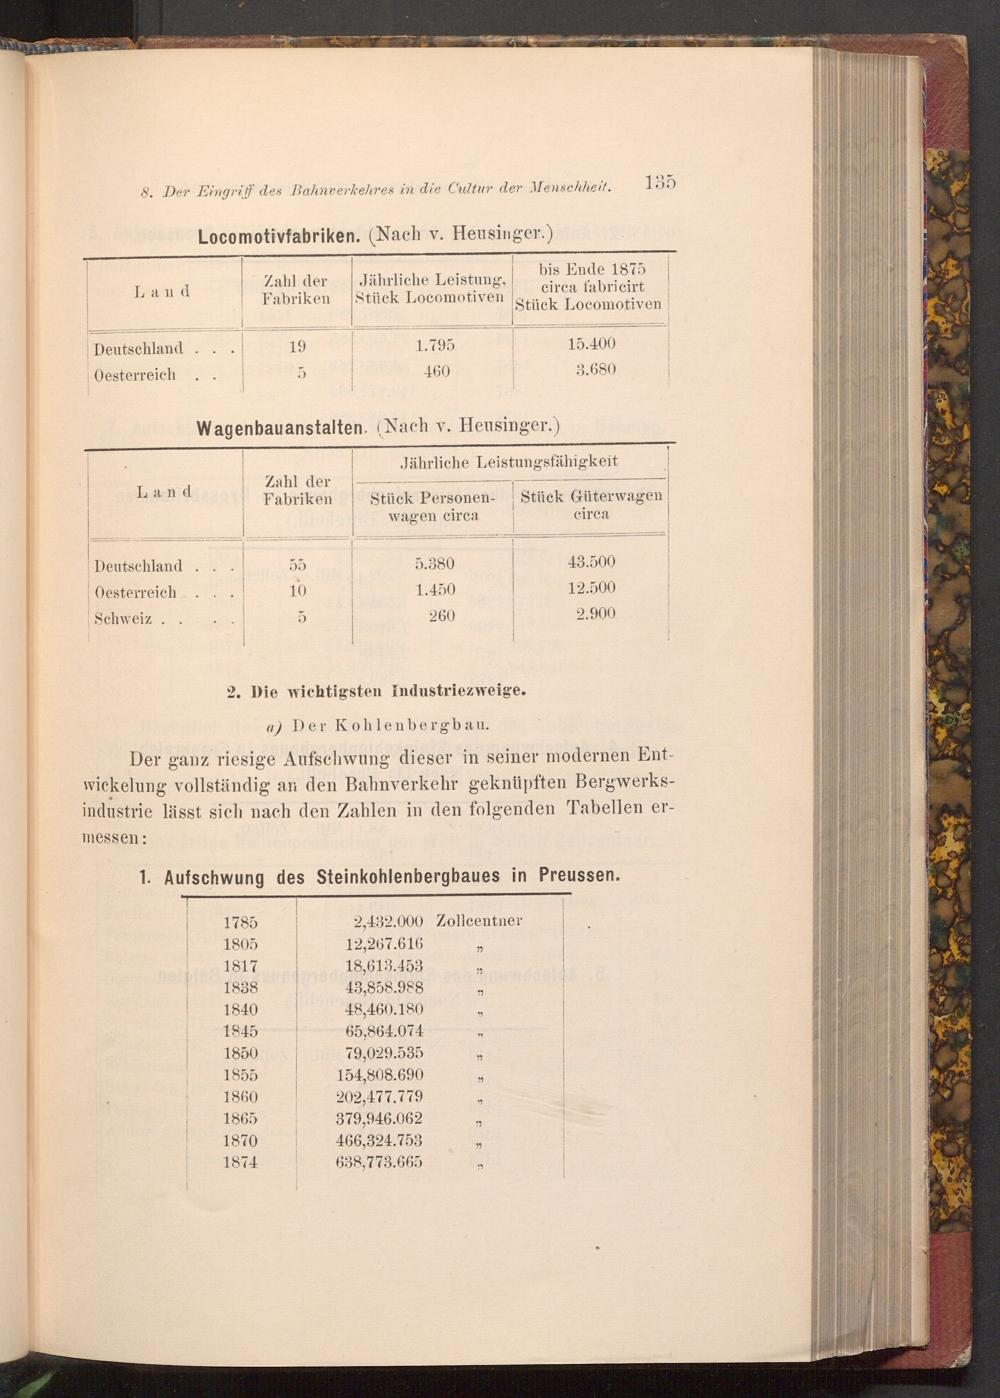 8. Der Eingriff des Bahnverkehres in die Cultur der Menschheit. 135
Locomotivfabriken. (Nach v. Heusinger.)
Land
Zahl der
Fabriken
Jährliche Leistung,
Stück Locomotiven
bis Ende 1875
circa fabricirt
Stück Locomotiven
Deutschland . . . 19 1.795 15.400
Oesterreich . . 5 460 3.680
Wagenbauanstalten. (Nach v. Heusinger.)
Land
Zahl der
Fabriken
Jährliche Leistungsfähigkeit
Stück Personen-
wagen circa
Stück Güterwagen
circa
Deutschland . . . 55 5.380 43.500
Oesterreich . . . 10 1.450 12.500
Schweiz . . . . 5 260 2.900
2. Die wichtigsten Industriezweige.
a) Der Kohlenbergbau.
Der ganz riesige Aufschwung dieser in seiner modernen Ent-
wickelung vollständig an den Bahnverkehr geknüpften Bergwerks-
industrie lässt sich nach den Zahlen in den folgenden Tabellen er-
messen:
1. Aufschwung des Steinkohlenbergbaues in Preussen.
1785 2,432.000 Zollcentner
1805 12,267.616 „
1817 18,613.453 „
1838 43,858.988 „
1840 48,460.180 „
1845 65,864.074 „
1850 79,029.535 „
1855 154,808.690 „
1860 202,477.779 „
1865 379,946.062 „
1870 466,324.753 „
1874 638,773.665 „